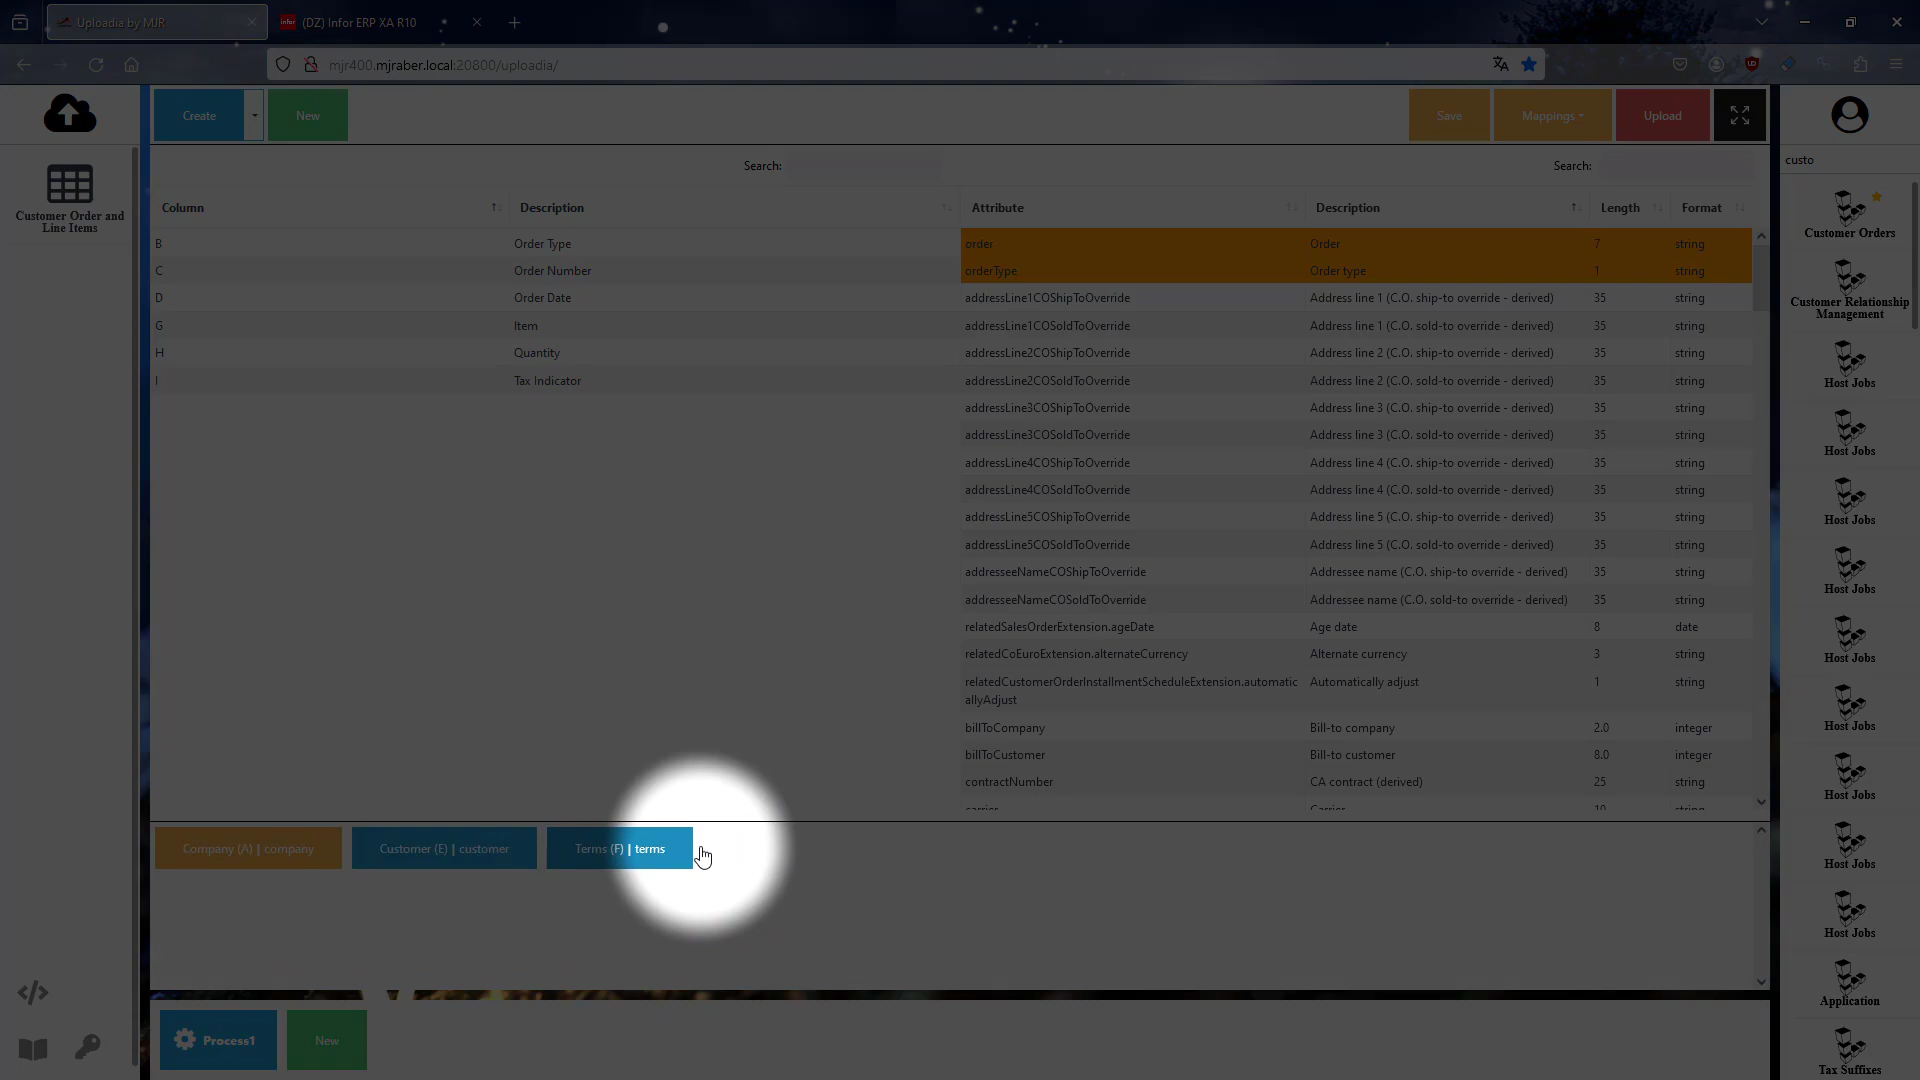 Uploadia by MJR
infor (DZ) Infor ERP XA R10
mjr400.mjraber.local:20800/uploadia/
Create
New
Save
Mappings
Upload
Customer Order and
Line Items
Search:
Search:
custo
Column Description
B Order Type
C Order Number
D Order Date
G Item
H Quantity
I Tax Indicator
Attribute Description Length Format
order Order 7 string
orderType Order type 1 string
addressLine1COShipToOverride Address line 1 (C.O. ship-to override - derived) 35 string
addressLine1COSoldToOverride Address line 1 (C.O. sold-to override - derived) 35 string
addressLine2COShipToOverride Address line 2 (C.O. ship-to override - derived) 35 string
addressLine2COSoldToOverride Address line 2 (C.O. sold-to override - derived) 35 string
addressLine3COShipToOverride Address line 3 (C.O. ship-to override - derived) 35 string
addressLine3COSoldToOverride Address line 3 (C.O. sold-to override - derived) 35 string
addressLine4COShipToOverride Address line 4 (C.O. ship-to override - derived) 35 string
addressLine4COSoldToOverride Address line 4 (C.O. sold-to override - derived) 35 string
addressLine5COShipToOverride Address line 5 (C.O. ship-to override - derived) 35 string
addressLine5COSoldToOverride Address line 5 (C.O. sold-to override - derived) 35 string
addresseeNameCOShipToOverride Addressee name (C.O. ship-to override - derived) 35 string
addresseeNameCOSoldToOverride Addressee name (C.O. sold-to override - derived) 35 string
relatedSalesOrderExtension.ageDate Age date 8 date
relatedCoEuroExtension.alternateCurrency Alternate currency 3 string
relatedCustomerOrderInstallmentScheduleExtension.automatic Automatically adjust 1 string
allyAdjust
billToCompany Bill-to company 2.0 integer
billToCustomer Bill-to customer 8.0 integer
contractNumber CA contract (derived) 25 string
carrier Carrier 10 string
Customer Orders
Customer Relationship
Management
Host Jobs
Host Jobs
Host Jobs
Host Jobs
Host Jobs
Host Jobs
Host Jobs
Host Jobs
Host Jobs
Application
Tax Suffixes
Company (A) | company
Customer (E) | customer
Terms (F) | terms
Process1
New